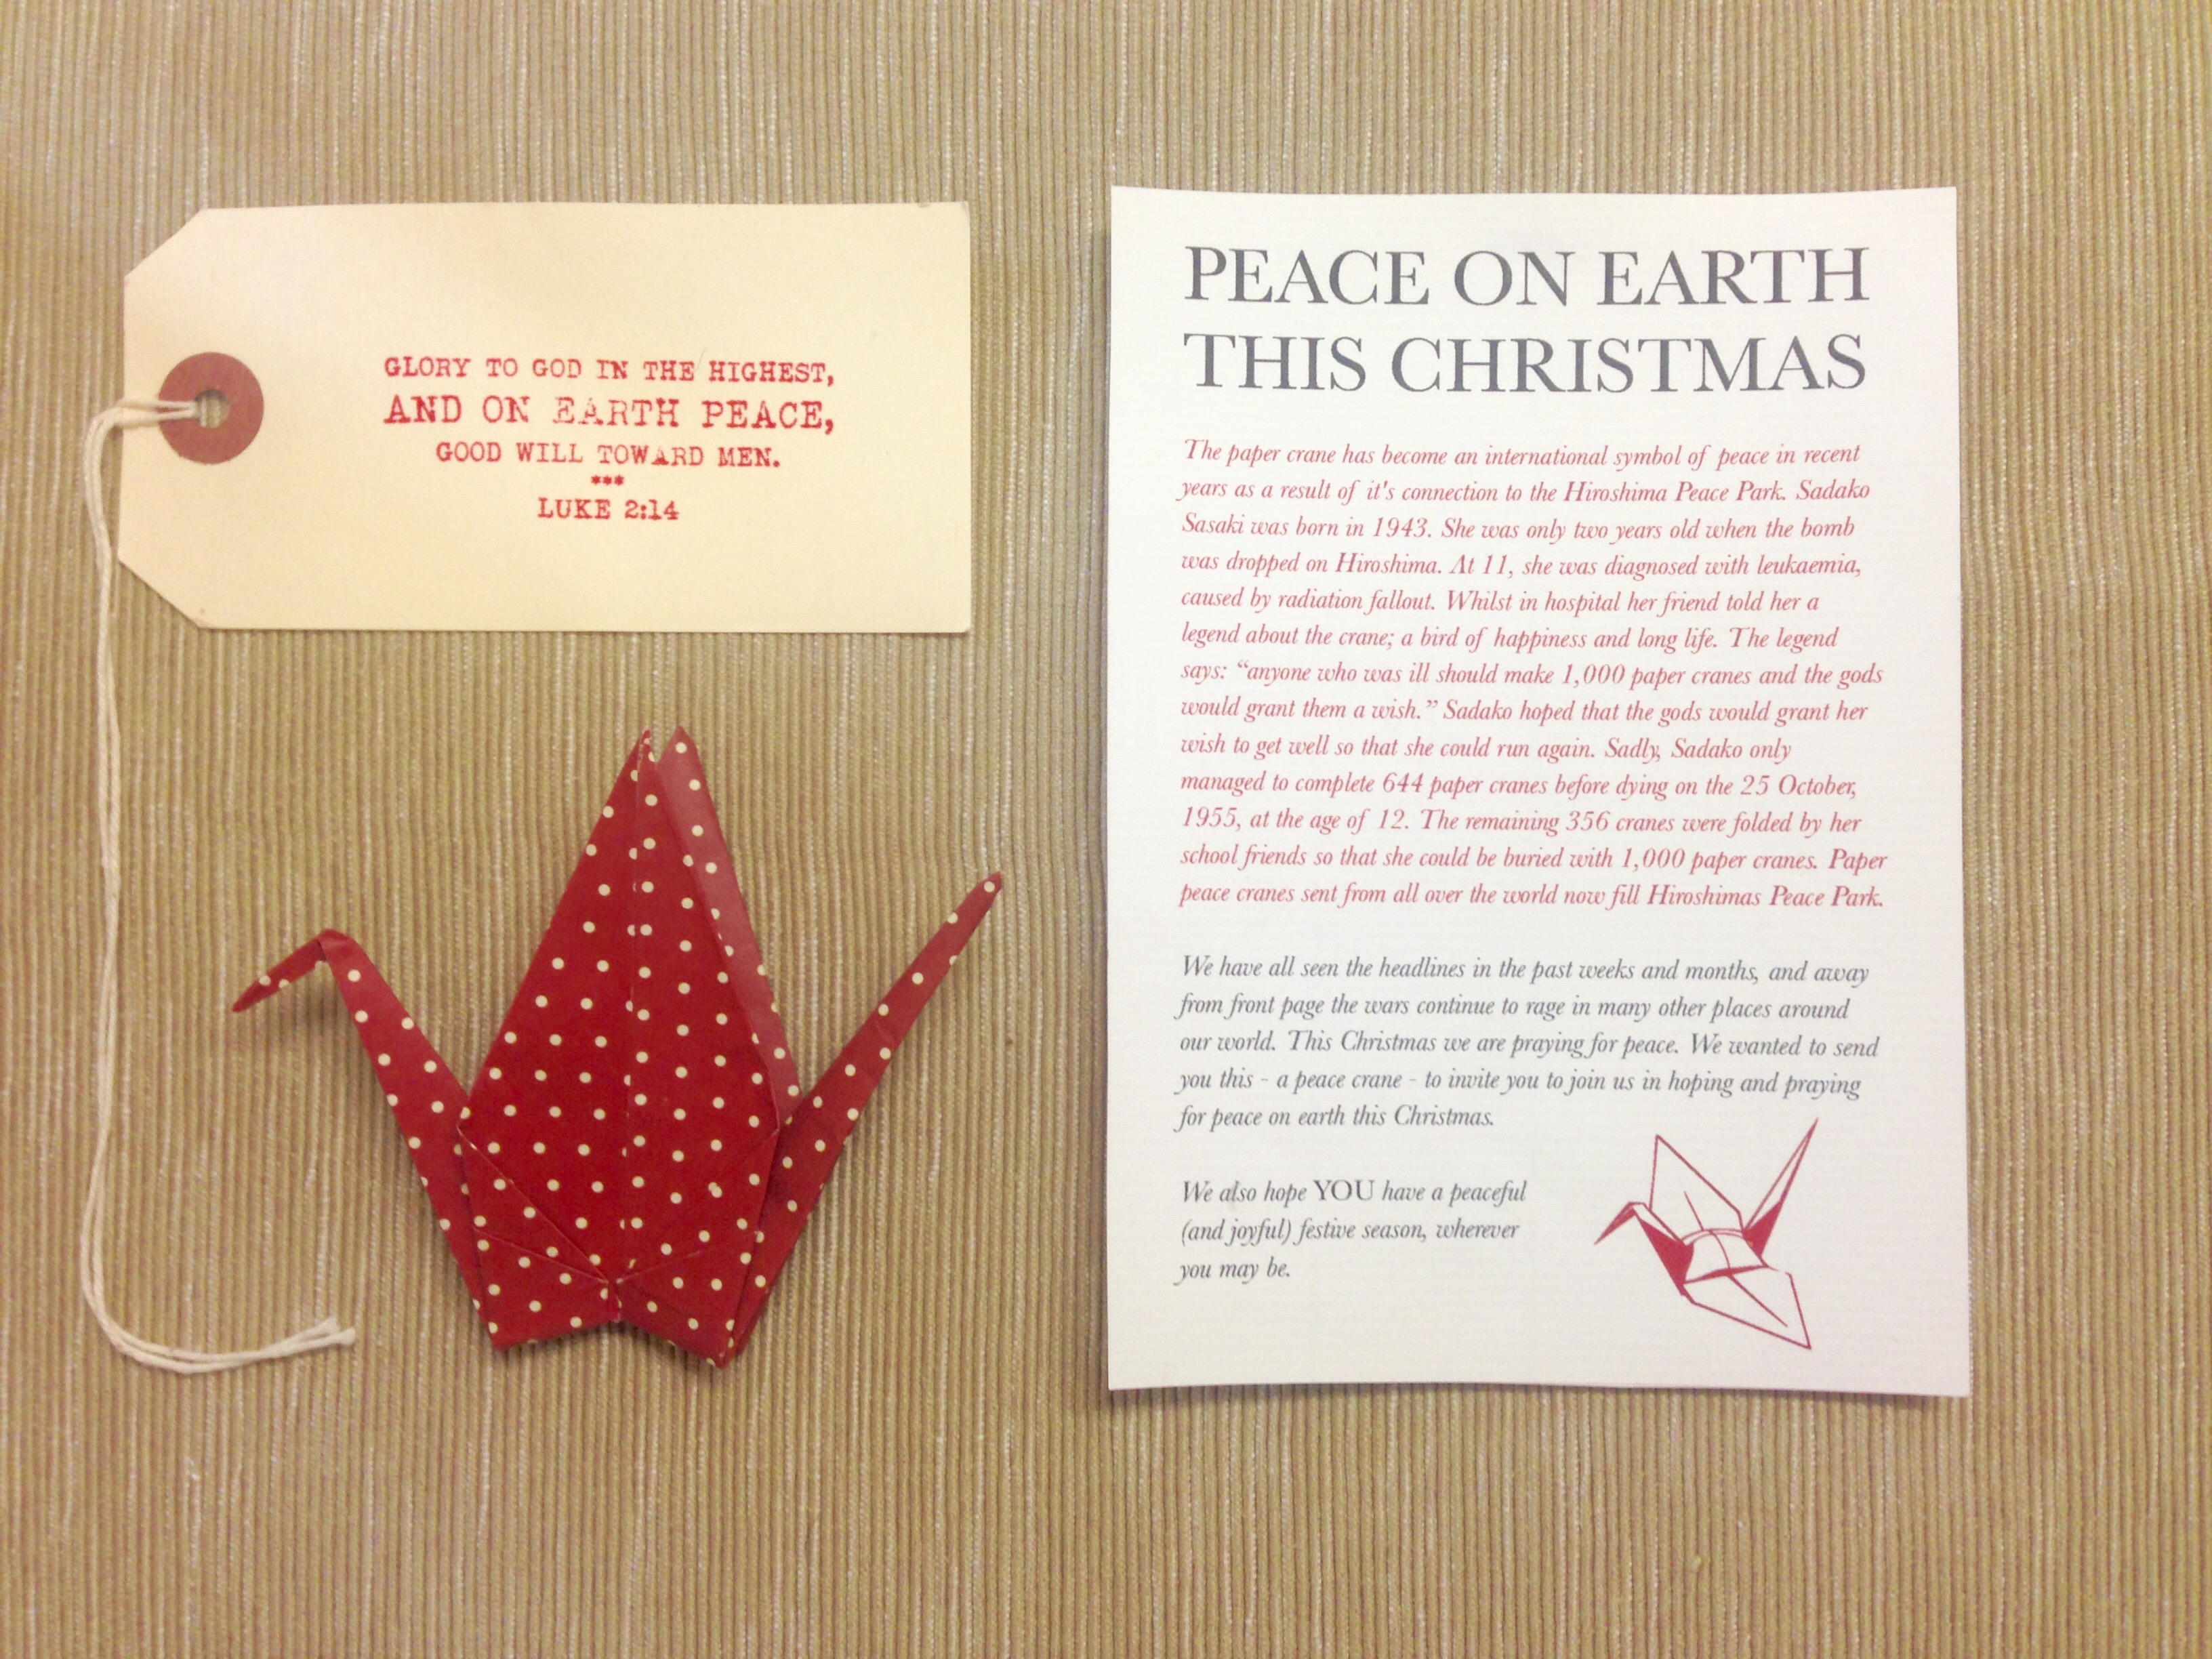 GLORY TO GOD IN THE HIGHEST,
AND ON EARTH PEACE,
GOOD WILL TOWARD MEN.
***
LUKE 2:14
PEACE ON EARTH
THIS CHRISTMAS
The paper crane has become an international symbol of peace in recent
years as a result of it's connection to the Hiroshima Peace Park. Sadako
Sasaki was born in 1943. She was only two years old when the bomb
was dropped on Hiroshima. At 11, she was diagnosed with leukaemia,
caused by radiation fallout. Whilst in hospital her friend told her a
legend about the crane; a bird of happiness and long life. The legend
says: “anyone who was ill should make 1,000 paper cranes and the gods
would grant them a wish.” Sadako hoped that the gods would grant her
wish to get well so that she could run again. Sadly, Sadako only
managed to complete 644 paper cranes before dying on the 25 October,
1955, at the age of 12. The remaining 356 cranes were folded by her
school friends so that she could be buried with 1,000 paper cranes. Paper
peace cranes sent from all over the world now fill Hiroshimas Peace Park.
We have all seen the headlines in the past weeks and months, and away
from front page the wars continue to rage in many other places around
our world. This Christmas we are praying for peace. We wanted to send
you this - a peace crane - to invite you to join us in hoping and praying
for peace on earth this Christmas.
We also hope YOU have a peaceful
(and joyful) festive season, wherever
you may be.